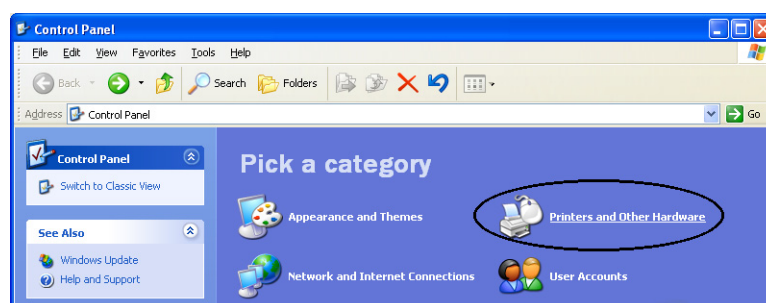 Control Panel
File Edit View Favorites Tools Help
Back Search Folders
Address Control Panel Go
Control Panel
Switch to Classic View
See Also
Windows Update
Help and Support
Pick a category
Appearance and Themes Printers and Other Hardware
Network and Internet Connections User Accounts